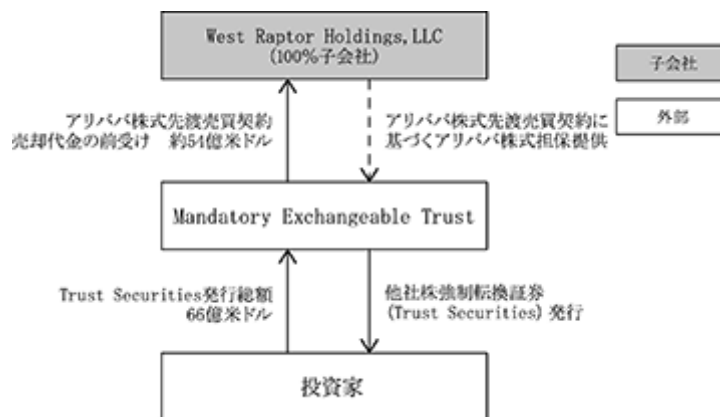 West Raptor Holdings,LLC
(100%子会社)
子会社
外部
アリババ株式先渡売買契約
売却代金の前受け 約54億米ドル
アリババ株式先渡売買契約に
基づくアリババ株式担保提供
Mandatory Exchangeable Trust
Trust Securities発行総額
66億米ドル
他社株強制転換証券
(Trust Securities) 発行
投資家